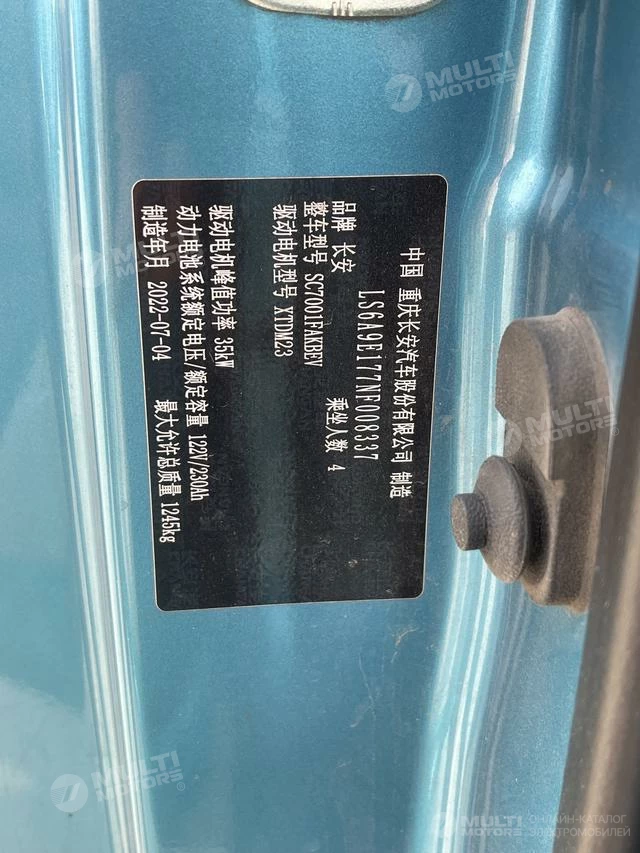 中国 重庆长安汽车股份有限公司 制造
LS6A9E177NF008337
品牌 长安 乘坐人数 4
整车型号 SC7001FAKBEV
驱动电机型号 XTDM23
驱动电机峰值功率 35kW
动力电池系统额定电压/额定容量 122V/230Ah
制造年月 2022-07-04 最大允许总质量 1245kg
MULTI MOTORS
MULTI MOTORS
MULTI MOTORS
MULTI MOTORS ОНЛАЙН-КАТАЛОГ
ЭЛЕКТРОМОБИЛЕЙ